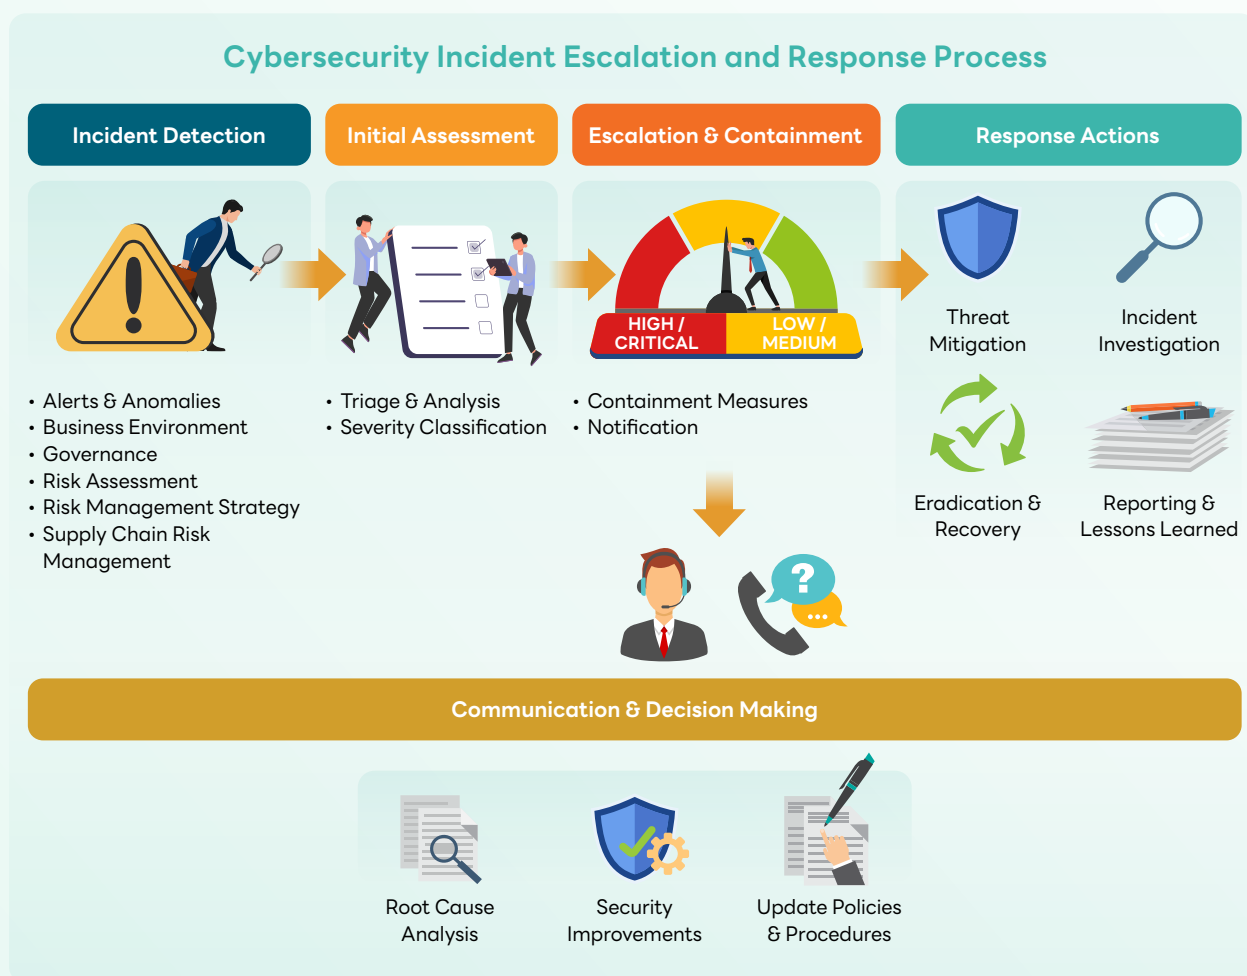 Cybersecurity Incident Escalation and Response Process
Incident Detection
Initial Assessment
Escalation & Containment
Response Actions
• Alerts & Anomalies
• Business Environment
• Governance
• Risk Assessment
• Risk Management Strategy
• Supply Chain Risk
Management
• Triage & Analysis
• Severity Classification
HIGH /
CRITICAL
LOW /
MEDIUM
• Containment Measures
• Notification
Threat
Mitigation
Incident
Investigation
Eradication &
Recovery
Reporting &
Lessons Learned
?
...
Communication & Decision Making
Root Cause
Analysis
Security
Improvements
Update Policies
& Procedures